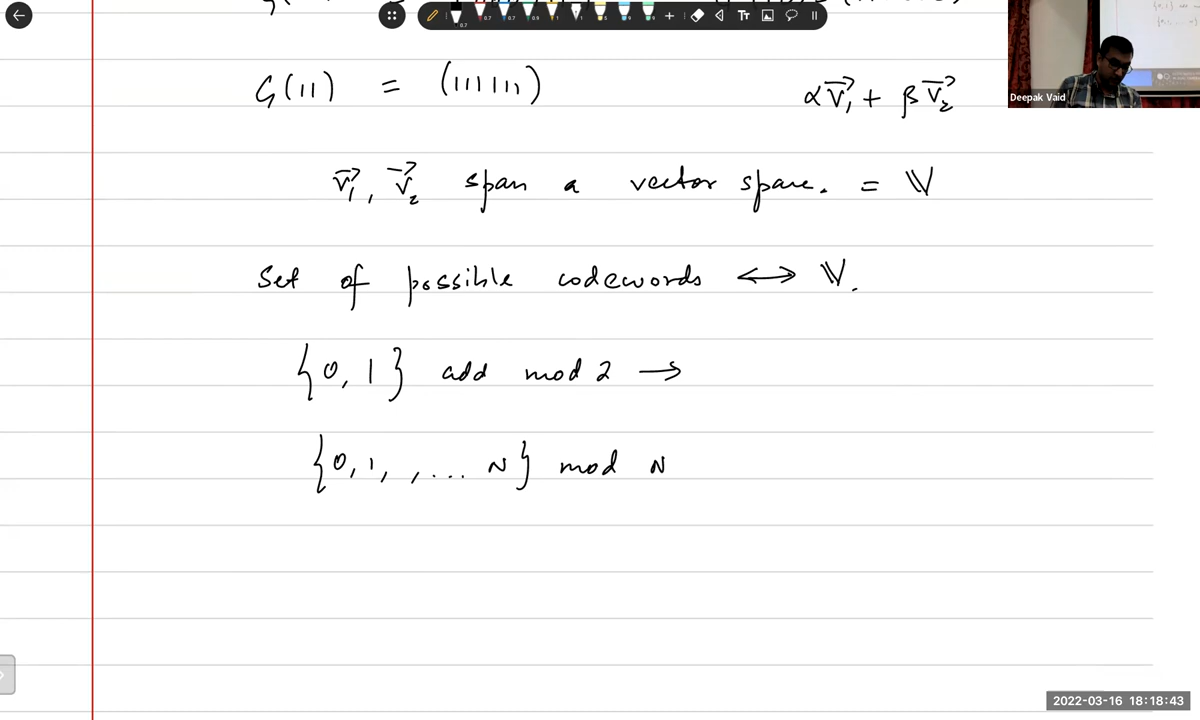 G(11) = (111111)
α v⃗₁ + β v⃗₂
Deepak Vaid
v⃗₁, v⃗₂ span a vector space. = 𝕍
Set of possible codewords ↔ 𝕍.
{0, 1} add mod 2 →
{0, 1, , .... N} mod N
2022-03-16 18:18:43